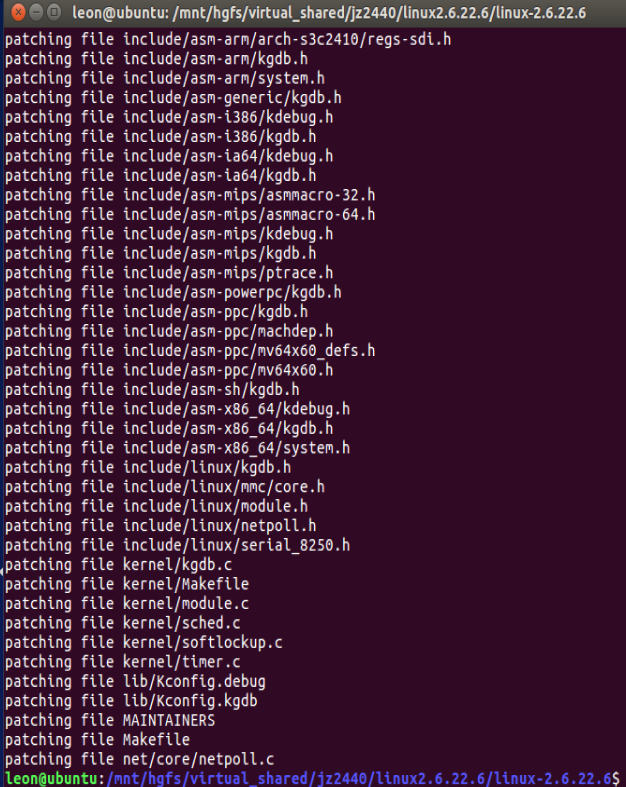 leon@ubuntu: /mnt/hgfs/virtual_shared/jz2440/linux2.6.22.6/linux-2.6.22.6
patching file include/asm-arm/arch-s3c2410/regs-sdi.h
patching file include/asm-arm/kgdb.h
patching file include/asm-arm/system.h
patching file include/asm-generic/kgdb.h
patching file include/asm-i386/kdebug.h
patching file include/asm-i386/kgdb.h
patching file include/asm-ia64/kdebug.h
patching file include/asm-ia64/kgdb.h
patching file include/asm-mips/asmmacro-32.h
patching file include/asm-mips/asmmacro-64.h
patching file include/asm-mips/kdebug.h
patching file include/asm-mips/kgdb.h
patching file include/asm-mips/ptrace.h
patching file include/asm-powerpc/kgdb.h
patching file include/asm-ppc/kgdb.h
patching file include/asm-ppc/machdep.h
patching file include/asm-ppc/mv64x60_defs.h
patching file include/asm-ppc/mv64x60.h
patching file include/asm-sh/kgdb.h
patching file include/asm-x86_64/kdebug.h
patching file include/asm-x86_64/kgdb.h
patching file include/asm-x86_64/system.h
patching file include/linux/kgdb.h
patching file include/linux/mmc/core.h
patching file include/linux/module.h
patching file include/linux/netpoll.h
patching file include/linux/serial_8250.h
patching file kernel/kgdb.c
patching file kernel/Makefile
patching file kernel/module.c
patching file kernel/sched.c
patching file kernel/softlockup.c
patching file kernel/timer.c
patching file lib/Kconfig.debug
patching file lib/Kconfig.kgdb
patching file MAINTAINERS
patching file Makefile
patching file net/core/netpoll.c
leon@ubuntu:/mnt/hgfs/virtual_shared/jz2440/linux2.6.22.6/linux-2.6.22.6$